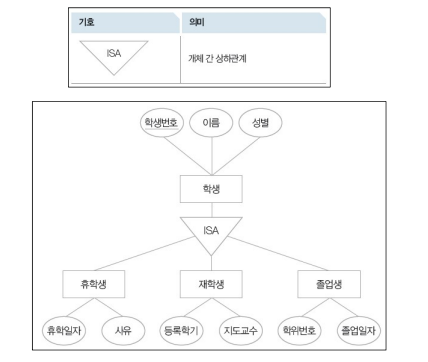 기호 의미
ISA 개체 간 상하관계
학생번호 이름 성별
학생
ISA
휴학생 재학생 졸업생
휴학일자 사유 등록학기 지도교수 학위번호 졸업일자